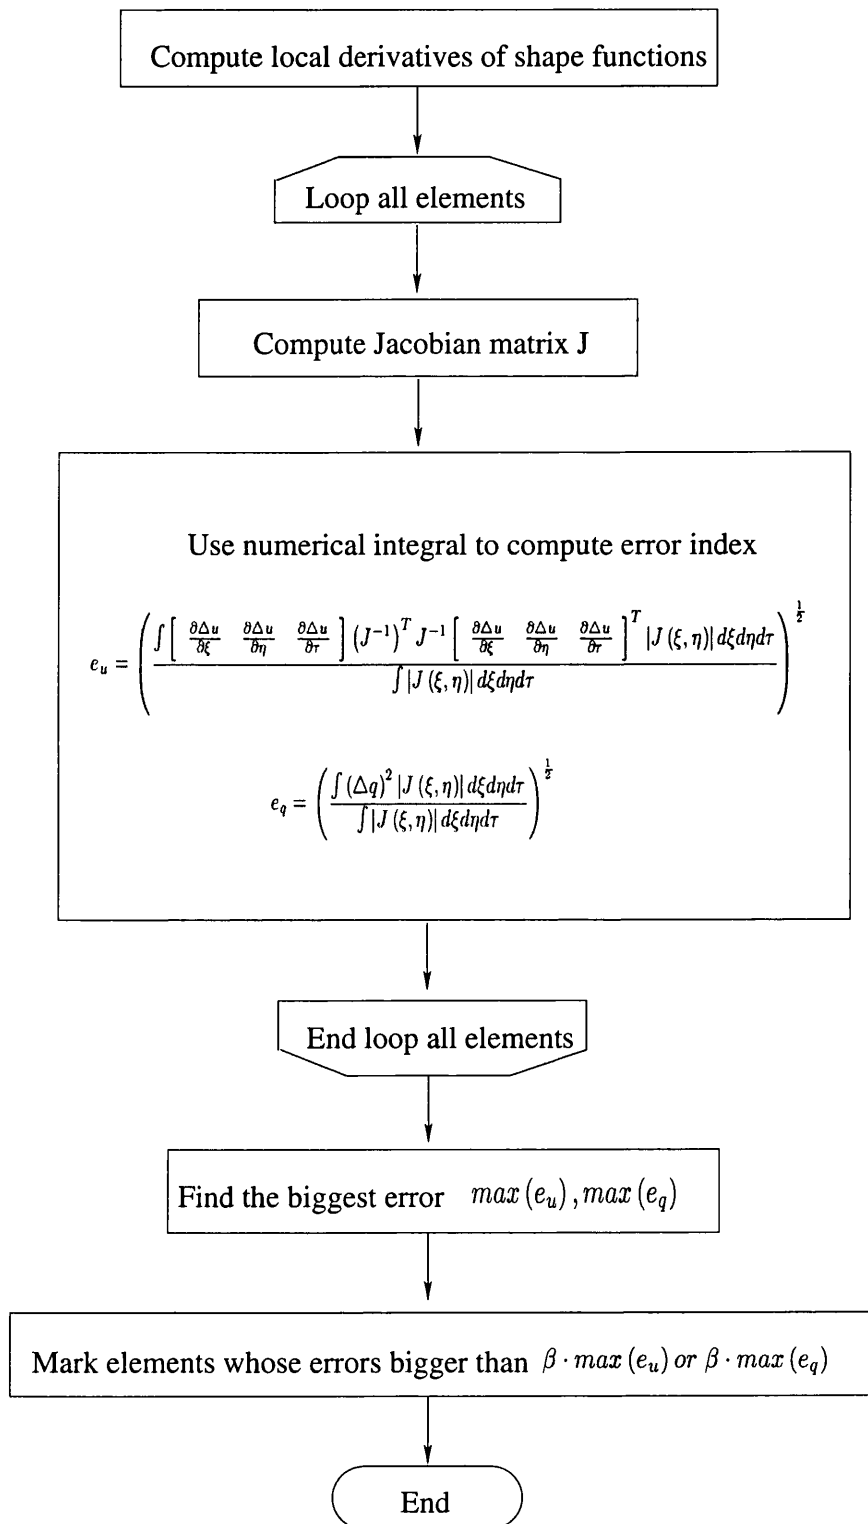 Compute local derivatives of shape functions
Loop all elements
Compute Jacobian matrix J
Use numerical integral to compute error index
e_u = ( ∫ [ ∂Δu/∂ξ ∂Δu/∂η ∂Δu/∂τ ] (J^{-1})^T J^{-1} [ ∂Δu/∂ξ ∂Δu/∂η ∂Δu/∂τ ]^T |J (ξ, η)| dξdηdτ / ∫ |J (ξ, η)| dξdηdτ )^{1/2}
e_q = ( ∫ (Δq)^2 |J (ξ, η)| dξdηdτ / ∫ |J (ξ, η)| dξdηdτ )^{1/2}
End loop all elements
Find the biggest error max (e_u) , max (e_q)
Mark elements whose errors bigger than β · max (e_u) or β · max (e_q)
End